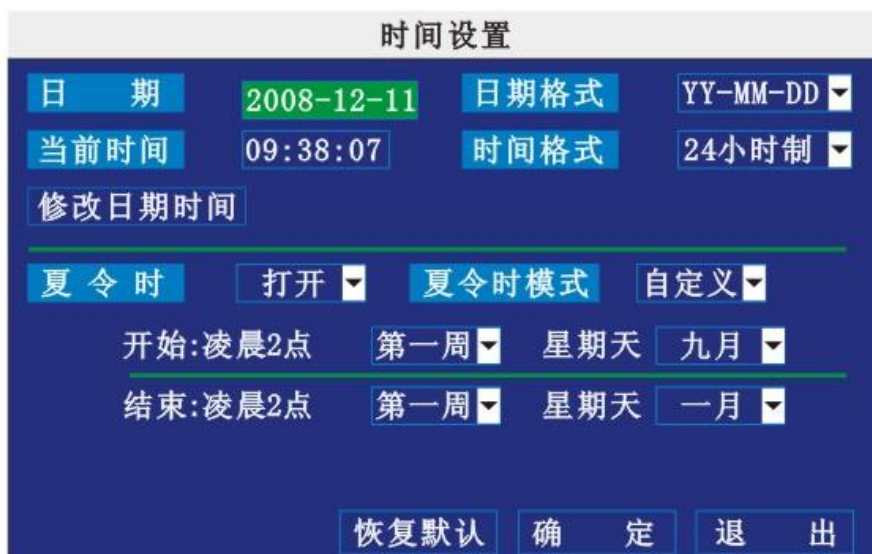 时间设置
日 期 2008-12-11 日期格式 YY-MM-DD
当前时间 09:38:07 时间格式 24小时制
修改日期时间
夏令时 打开 夏令时模式 自定义
开始:凌晨2点 第一周 星期天 九月
结束:凌晨2点 第一周 星期天 一月
恢复默认 确 定 退 出